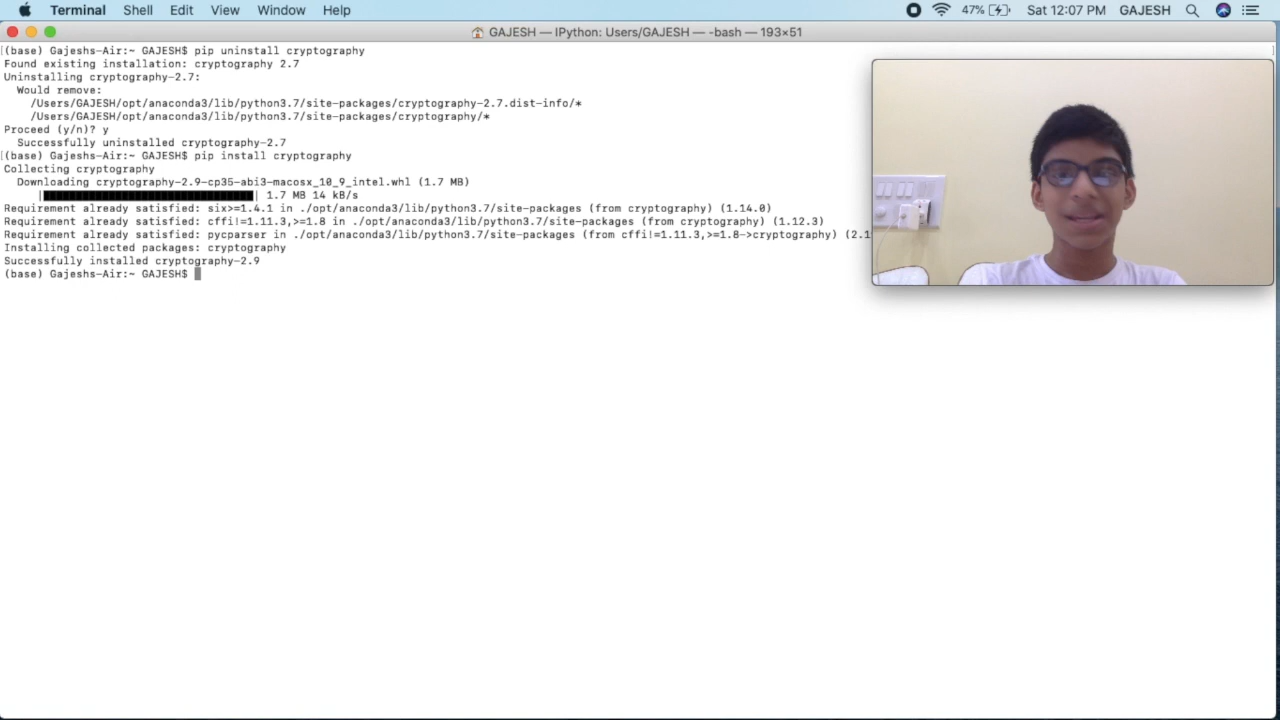 Terminal Shell Edit View Window Help 47% Sat 12:07 PM GAJESH
GAJESH — IPython: Users/GAJESH — -bash — 193×51
(base) Gajeshs-Air:~ GAJESH$ pip uninstall cryptography
Found existing installation: cryptography 2.7
Uninstalling cryptography-2.7:
Would remove:
/Users/GAJESH/opt/anaconda3/lib/python3.7/site-packages/cryptography-2.7.dist-info/*
/Users/GAJESH/opt/anaconda3/lib/python3.7/site-packages/cryptography/*
Proceed (y/n)? y
Successfully uninstalled cryptography-2.7
(base) Gajeshs-Air:~ GAJESH$ pip install cryptography
Collecting cryptography
Downloading cryptography-2.9-cp35-abi3-macosx_10_9_intel.whl (1.7 MB)
1.7 MB 14 kB/s
Requirement already satisfied: six>=1.4.1 in ./opt/anaconda3/lib/python3.7/site-packages (from cryptography) (1.14.0)
Requirement already satisfied: cffi!=1.11.3,>=1.8 in ./opt/anaconda3/lib/python3.7/site-packages (from cryptography) (1.12.3)
Requirement already satisfied: pycparser in ./opt/anaconda3/lib/python3.7/site-packages (from cffi!=1.11.3,>=1.8->cryptography)
Installing collected packages: cryptography
Successfully installed cryptography-2.9
(base) Gajeshs-Air:~ GAJESH$